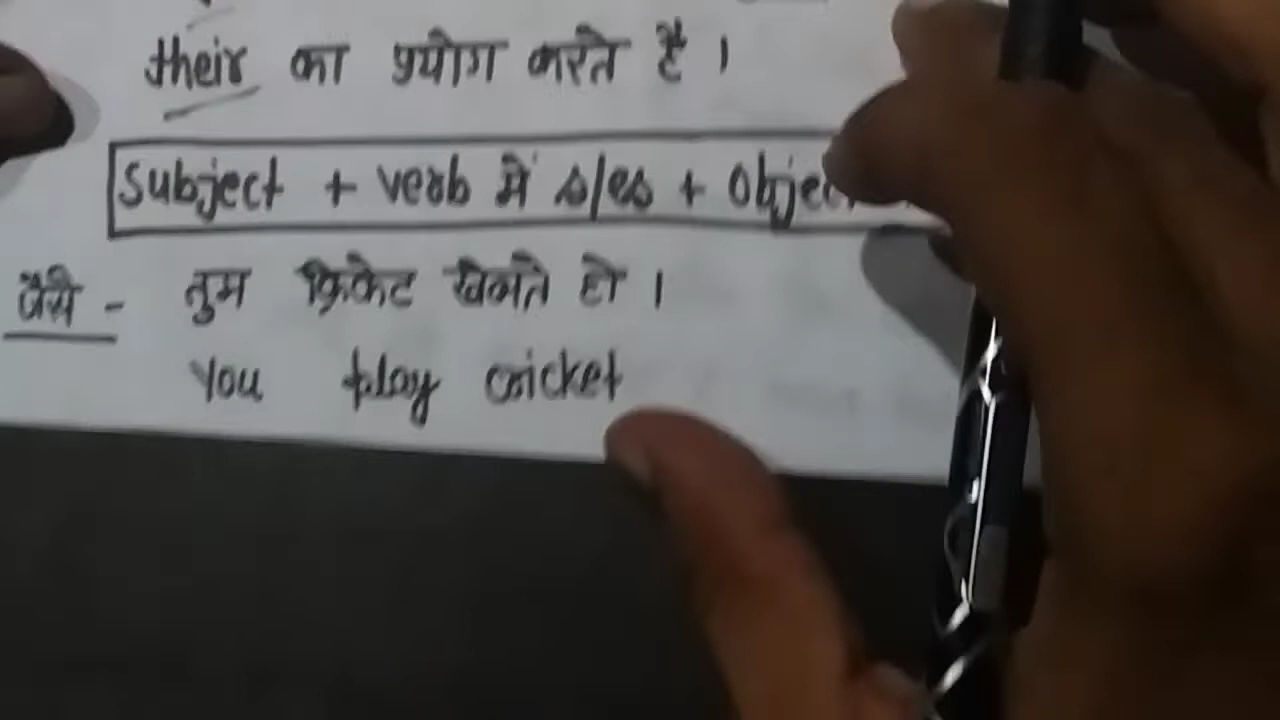 their का प्रयोग करते है ।
Subject + verb में s/es + Object
जैसे - तुम क्रिकेट खेलते हो ।
You play cricket